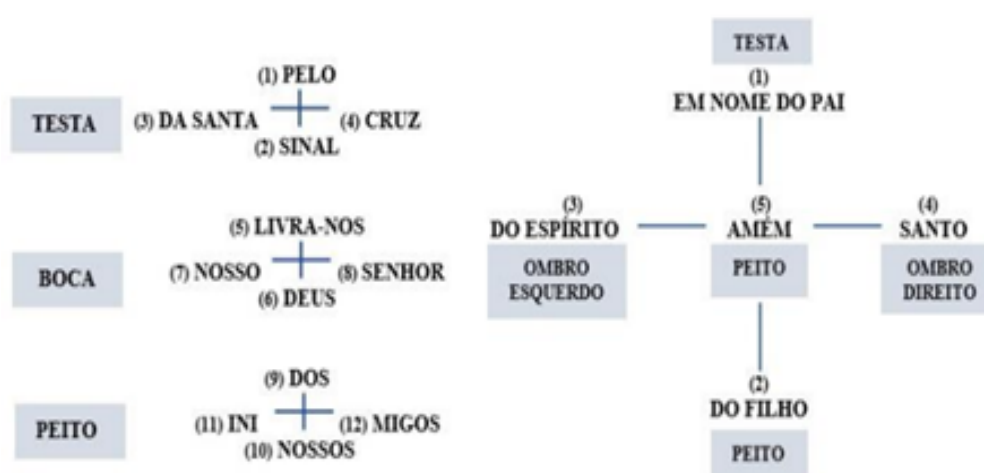 (1) PELO
TESTA
(3) DA SANTA
(4) CRUZ
(2) SINAL
(5) LIVRA-NOS
BOCA
(7) NOSSO
(8) SENHOR
(6) DEUS
(9) DOS
PEITO
(11) INI
(12) MIGOS
(10) NOSSOS
TESTA
(1)
EM NOME DO PAI
(3)
DO ESPÍRITO
OMBRO
ESQUERDO
(5)
AMÉM
PEITO
(4)
SANTO
OMBRO
DIREITO
(2)
DO FILHO
PEITO